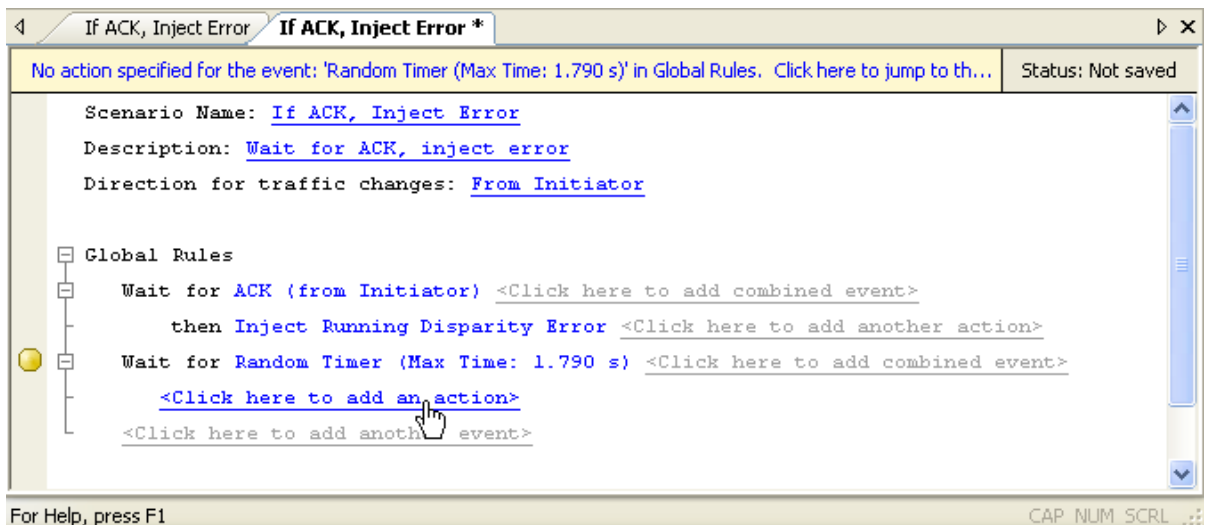 If ACK, Inject Error
If ACK, Inject Error *
No action specified for the event: 'Random Timer (Max Time: 1.790 s)' in Global Rules. Click here to jump to th...
Status: Not saved
Scenario Name: If ACK, Inject Error
Description: Wait for ACK, inject error
Direction for traffic changes: From Initiator
Global Rules
Wait for ACK (from Initiator) <Click here to add combined event>
then Inject Running Disparity Error <Click here to add another action>
Wait for Random Timer (Max Time: 1.790 s) <Click here to add combined event>
<Click here to add an action>
<Click here to add another event>
For Help, press F1
CAP NUM SCRL